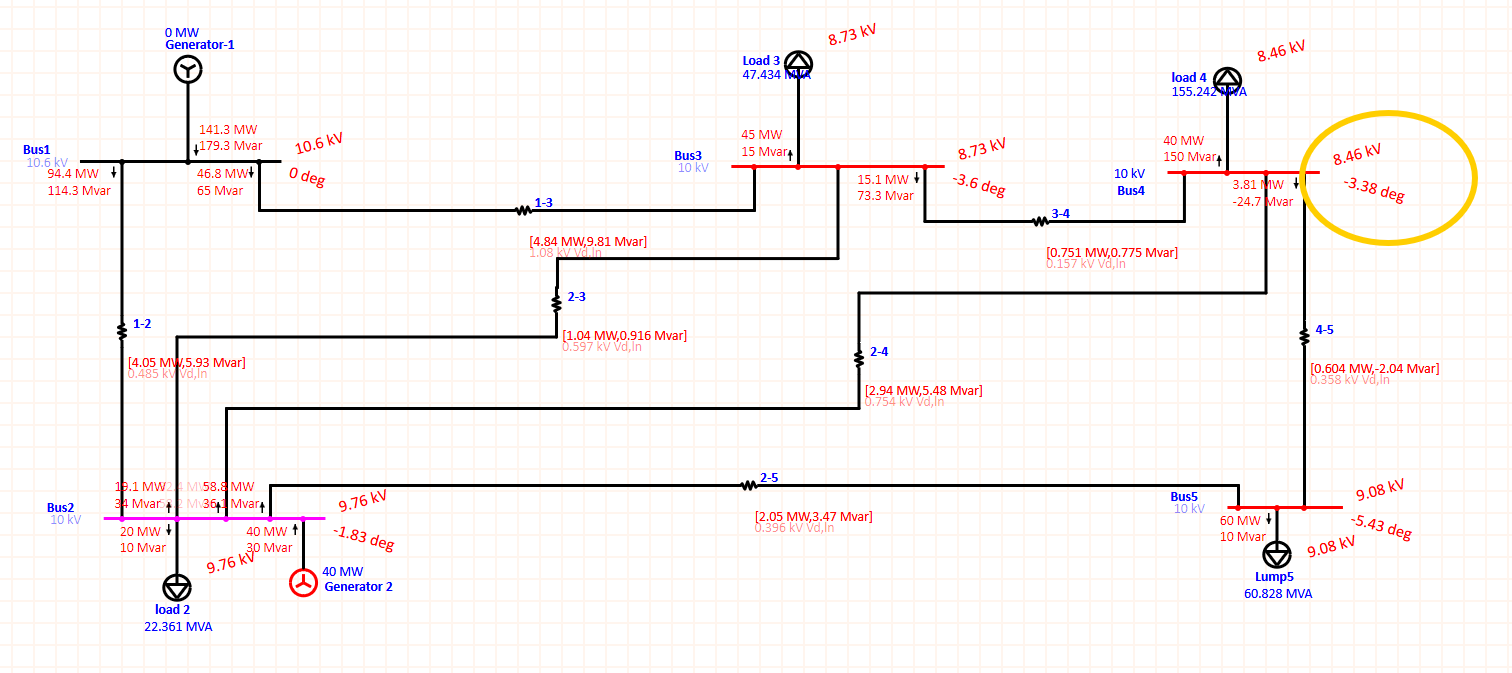 0 MW
Generator-1
141.3 MW
179.3 Mvar
Bus1
10.6 kV
94.4 MW
114.3 Mvar
46.8 MW
65 Mvar
10.6 kV
0 deg
1-3
[4.84 MW,9.81 Mvar]
1.08 kV Vd,ln
8.73 kV
Load 3
47.434 MVA
45 MW
15 Mvar
Bus3
10 kV
8.73 kV
-3.6 deg
15.1 MW
73.3 Mvar
3-4
[0.751 MW,0.775 Mvar]
0.157 kV Vd,ln
8.46 kV
load 4
155.242 MVA
40 MW
150 Mvar
10 kV
Bus4
3.81 MW
-24.7 Mvar
8.46 kV
-3.38 deg
1-2
[4.05 MW,5.93 Mvar]
0.485 kV Vd,ln
2-3
[1.04 MW,0.916 Mvar]
0.597 kV Vd,ln
2-4
[2.94 MW,5.48 Mvar]
0.754 kV Vd,ln
4-5
[0.604 MW,-2.04 Mvar]
0.358 kV Vd,ln
2-5
[2.05 MW,3.47 Mvar]
0.396 kV Vd,ln
Bus2
10 kV
19.1 MW
34 Mvar
58.8 MW
36.1 Mvar
20 MW
10 Mvar
40 MW
30 Mvar
9.76 kV
-1.83 deg
9.76 kV
40 MW
Generator 2
load 2
22.361 MVA
Bus5
10 kV
9.08 kV
-5.43 deg
60 MW
10 Mvar
9.08 kV
Lump5
60.828 MVA